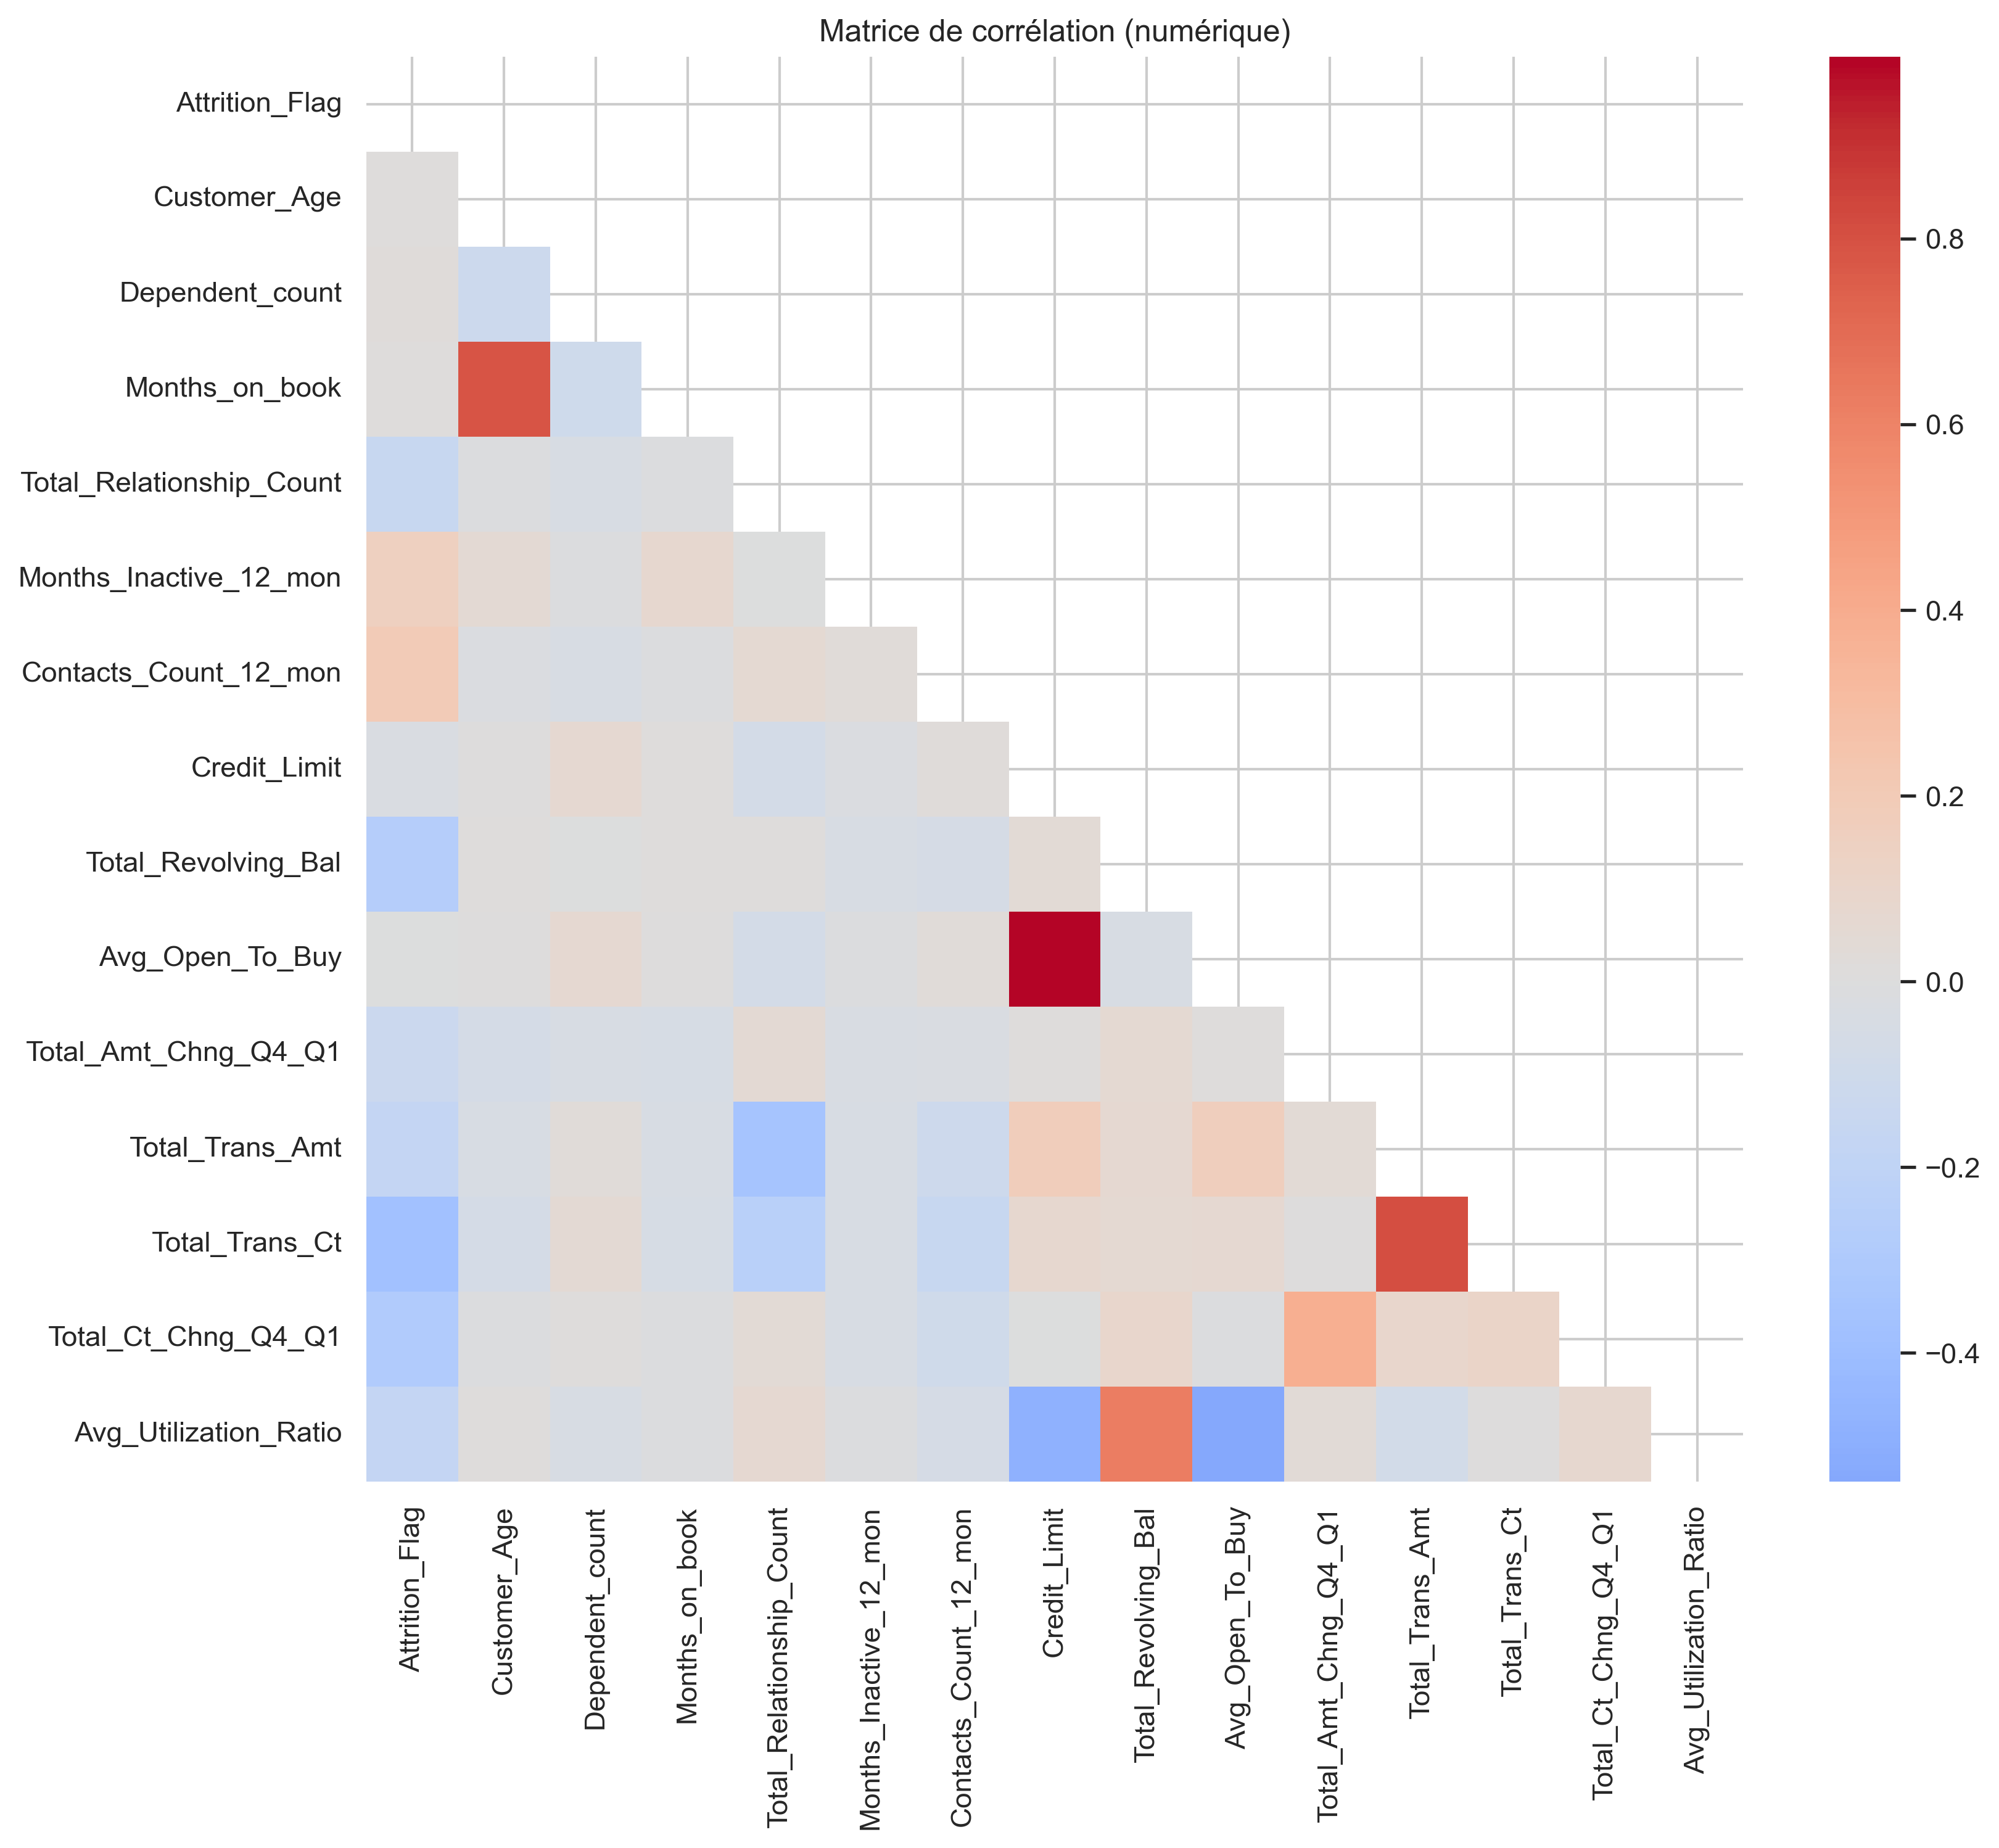 Matrice de corrélation (numérique)
Attrition_Flag
Customer_Age
Dependent_count
Months_on_book
Total_Relationship_Count
Months_Inactive_12_mon
Contacts_Count_12_mon
Credit_Limit
Total_Revolving_Bal
Avg_Open_To_Buy
Total_Amt_Chng_Q4_Q1
Total_Trans_Amt
Total_Trans_Ct
Total_Ct_Chng_Q4_Q1
Avg_Utilization_Ratio
Attrition_Flag
Customer_Age
Dependent_count
Months_on_book
Total_Relationship_Count
Months_Inactive_12_mon
Contacts_Count_12_mon
Credit_Limit
Total_Revolving_Bal
Avg_Open_To_Buy
Total_Amt_Chng_Q4_Q1
Total_Trans_Amt
Total_Trans_Ct
Total_Ct_Chng_Q4_Q1
Avg_Utilization_Ratio
0.8
0.6
0.4
0.2
0.0
−0.2
−0.4